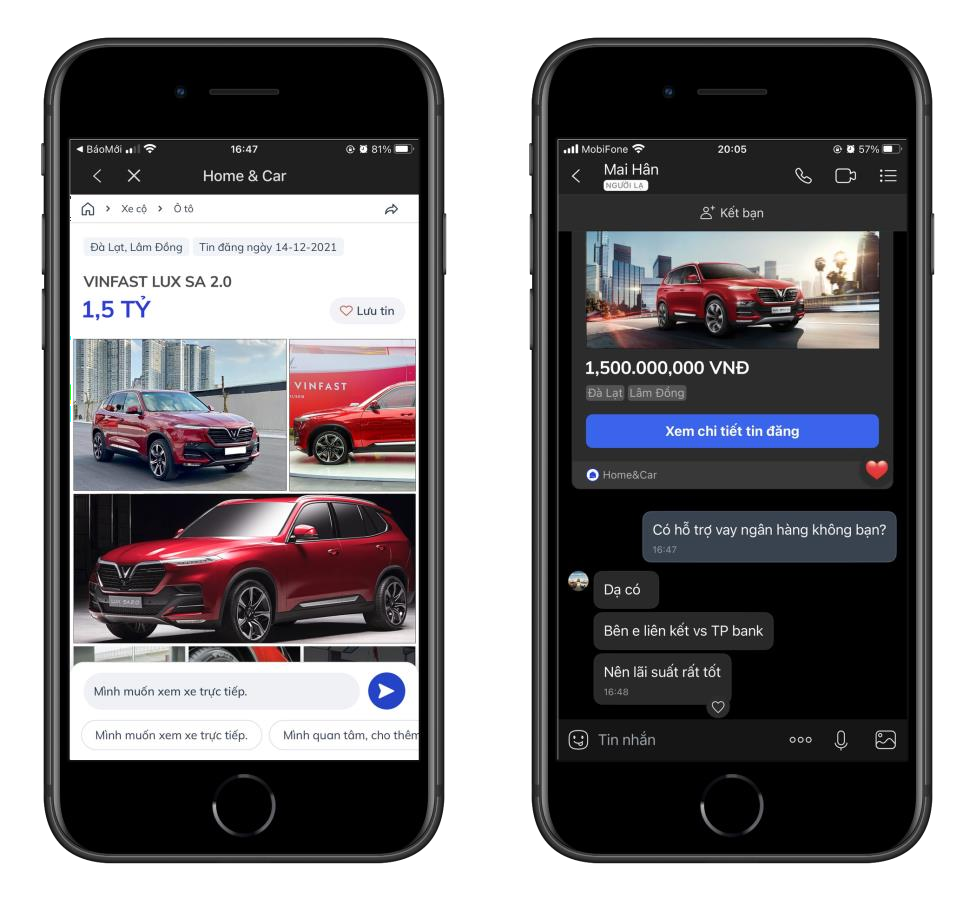 BáoMới
16:47
81%
Home & Car
Xe cộ
Ô tô
Đà Lạt, Lâm Đồng
Tin đăng ngày 14-12-2021
VINFAST LUX SA 2.0
1,5 TỶ
Lưu tin
VINFAST
LUX SA2.0
Mình muốn xem xe trực tiếp.
Mình muốn xem xe trực tiếp.
Mình quan tâm, cho thêm
MobiFone
20:05
57%
Mai Hân
NGƯỜI LẠ
Kết bạn
1,500.000,000 VNĐ
Đà Lạt
Lâm Đồng
Xem chi tiết tin đăng
Home&Car
Có hỗ trợ vay ngân hàng không bạn?
16:47
Dạ có
Bên e liên kết vs TP bank
Nên lãi suất rất tốt
16:48
Tin nhắn